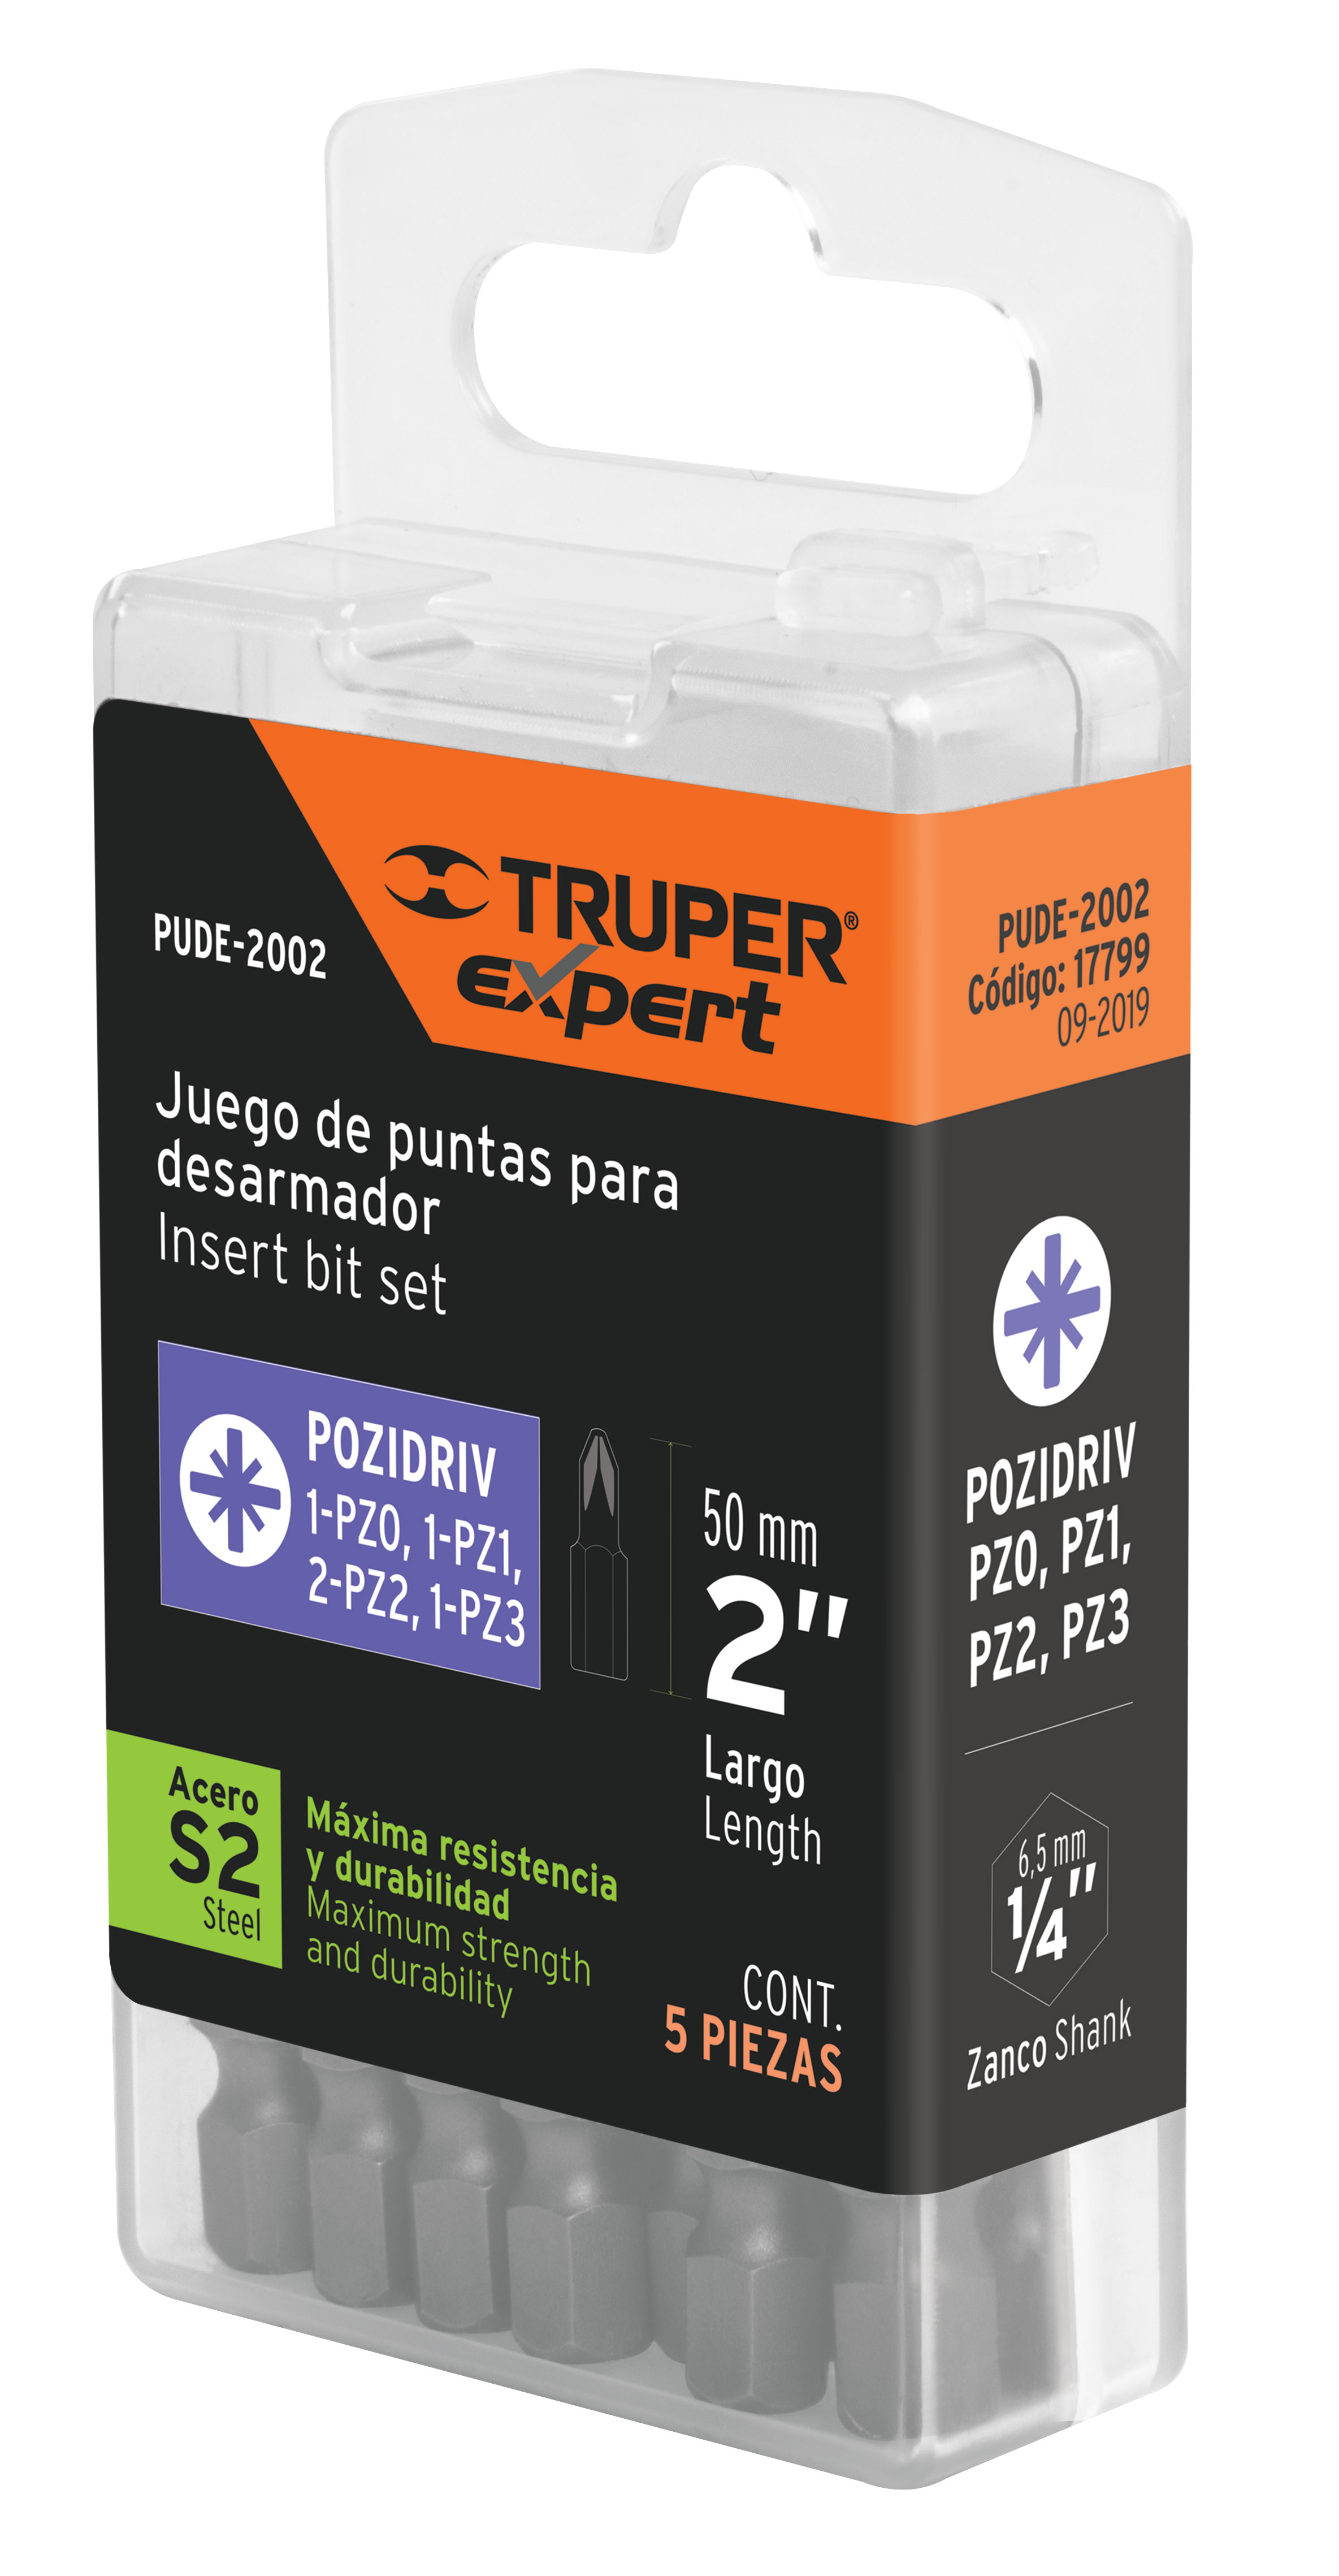 TRUPER®
expert
PUDE-2002
Juego de puntas para
desarmador
Insert bit set
POZIDRIV
1-PZ0, 1-PZ1,
2-PZ2, 1-PZ3
50 mm
2"
Largo
Length
Acero
S2
Steel
Máxima resistencia
y durabilidad
Maximum strength
and durability
CONT.
5 PIEZAS
PUDE-2002
Código: 17799
09-2019
POZIDRIV
PZ0, PZ1,
PZ2, PZ3
6,5 mm
1/4"
Zanco Shank